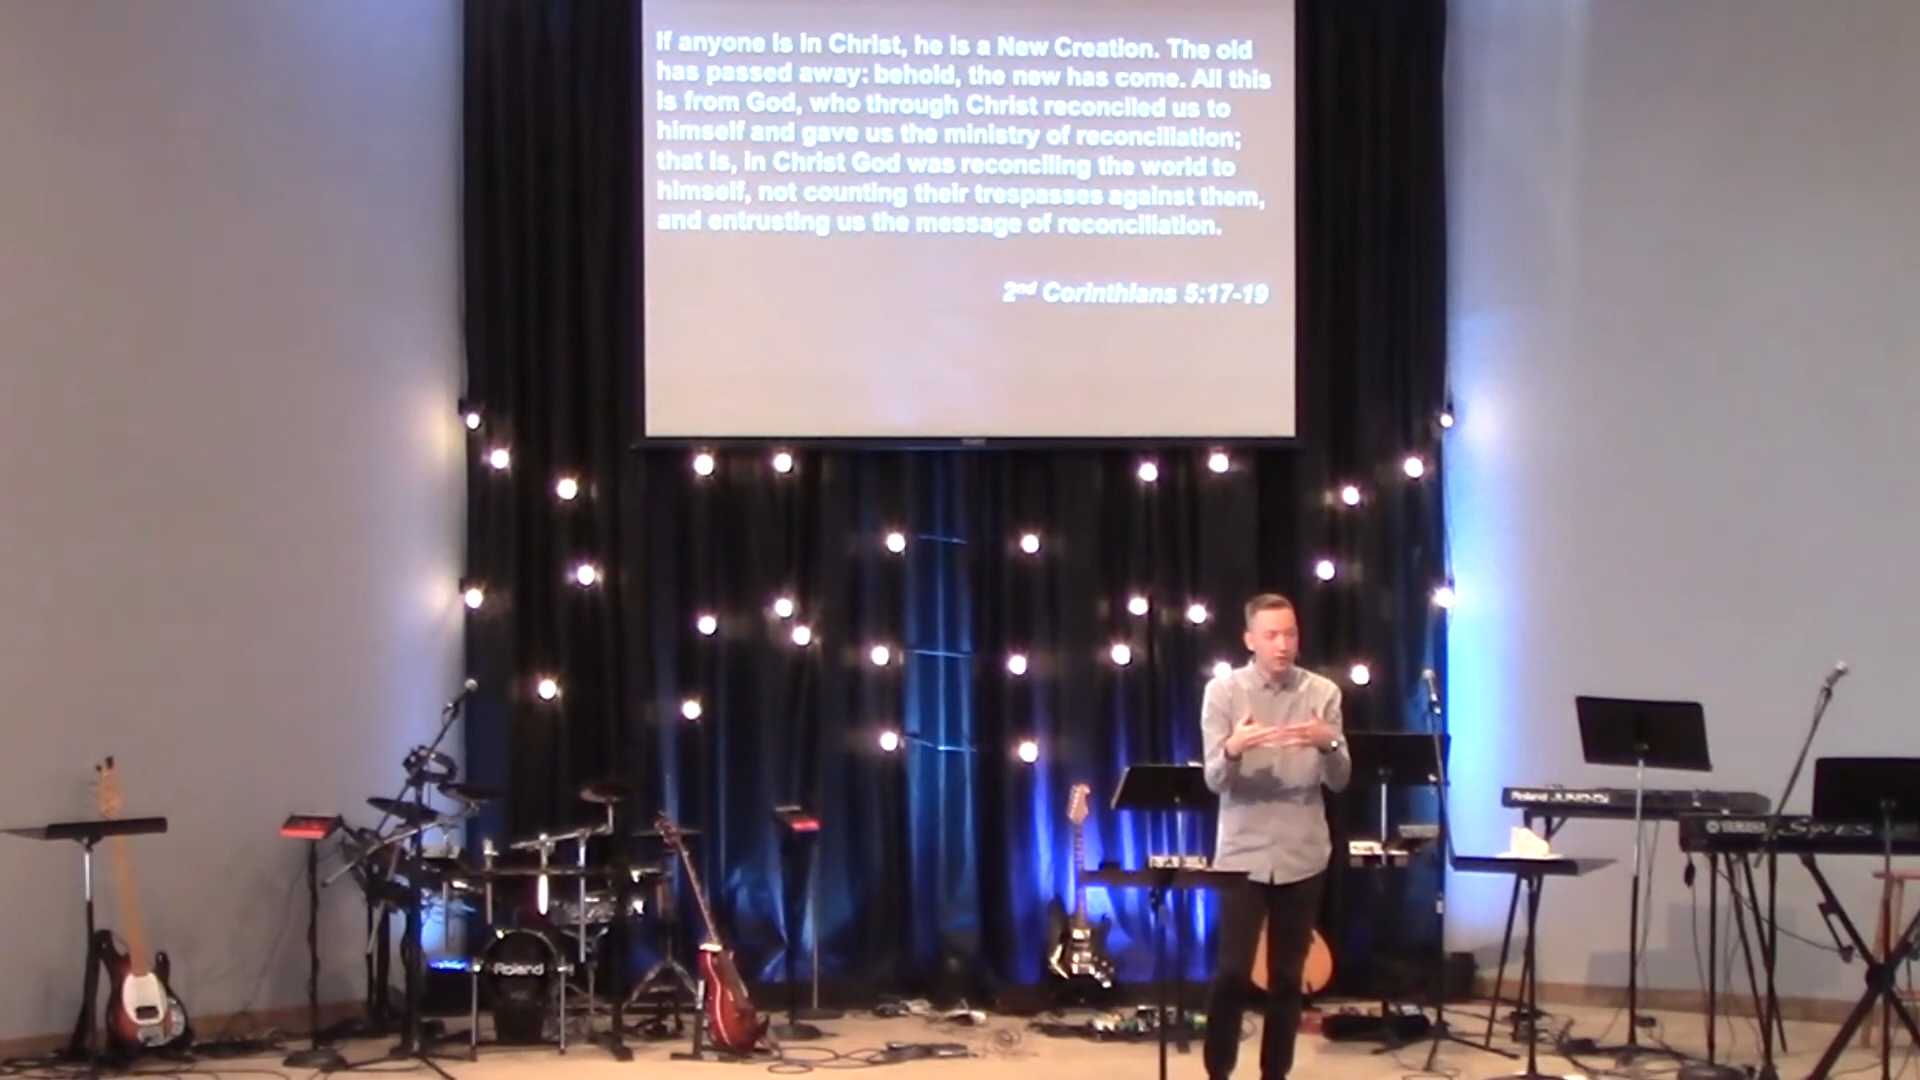 If anyone is in Christ, he is a New Creation. The old
has passed away: behold, the new has come. All this
is from God, who through Christ reconciled us to
himself and gave us the ministry of reconciliation;
that is, in Christ God was reconciling the world to
himself, not counting their trespasses against them,
and entrusting us the message of reconciliation.
2nd Corinthians 5:17-19
Roland JUNO-Di
YAMAHA
Roland